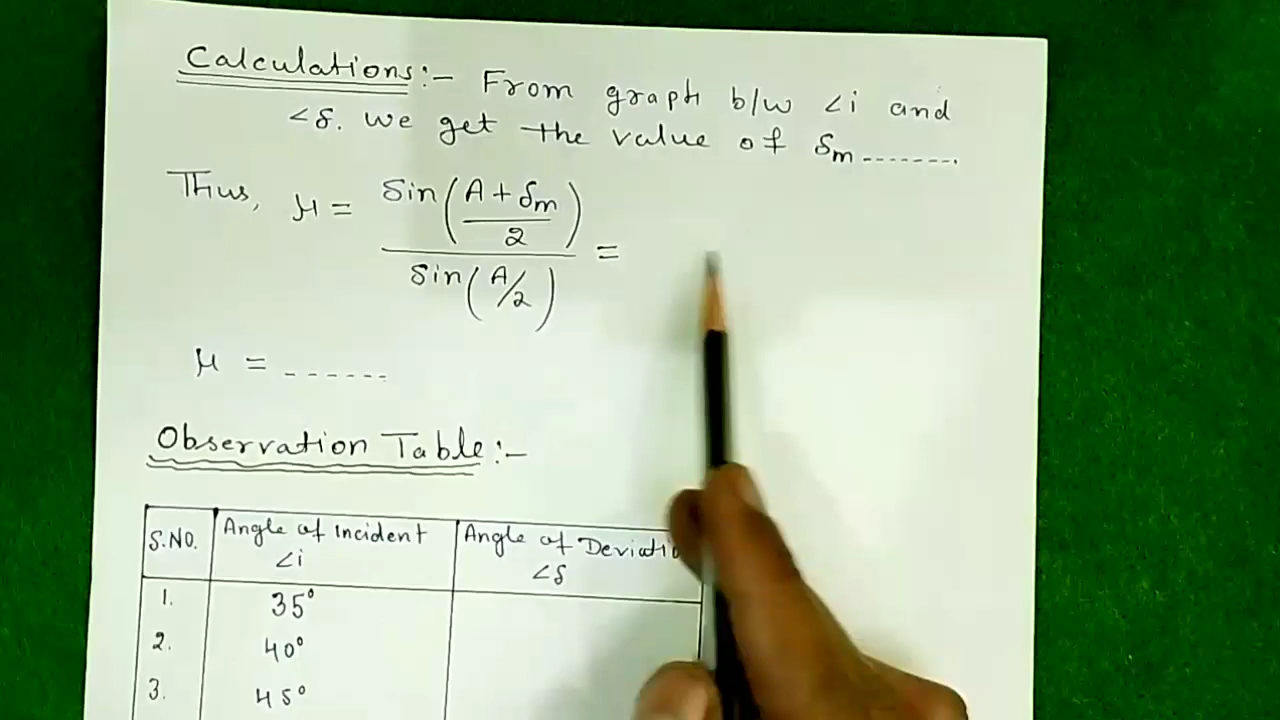 Calculations:- From graph b/w ∠i and
∠δ. we get the value of δm-------.
Thus, μ = Sin(A + δm / 2) / Sin(A/2) =
μ = ------
Observation Table:-
S.NO. Angle of Incident ∠i Angle of ∠δ
1. 35°
2. 40°
3. 45°